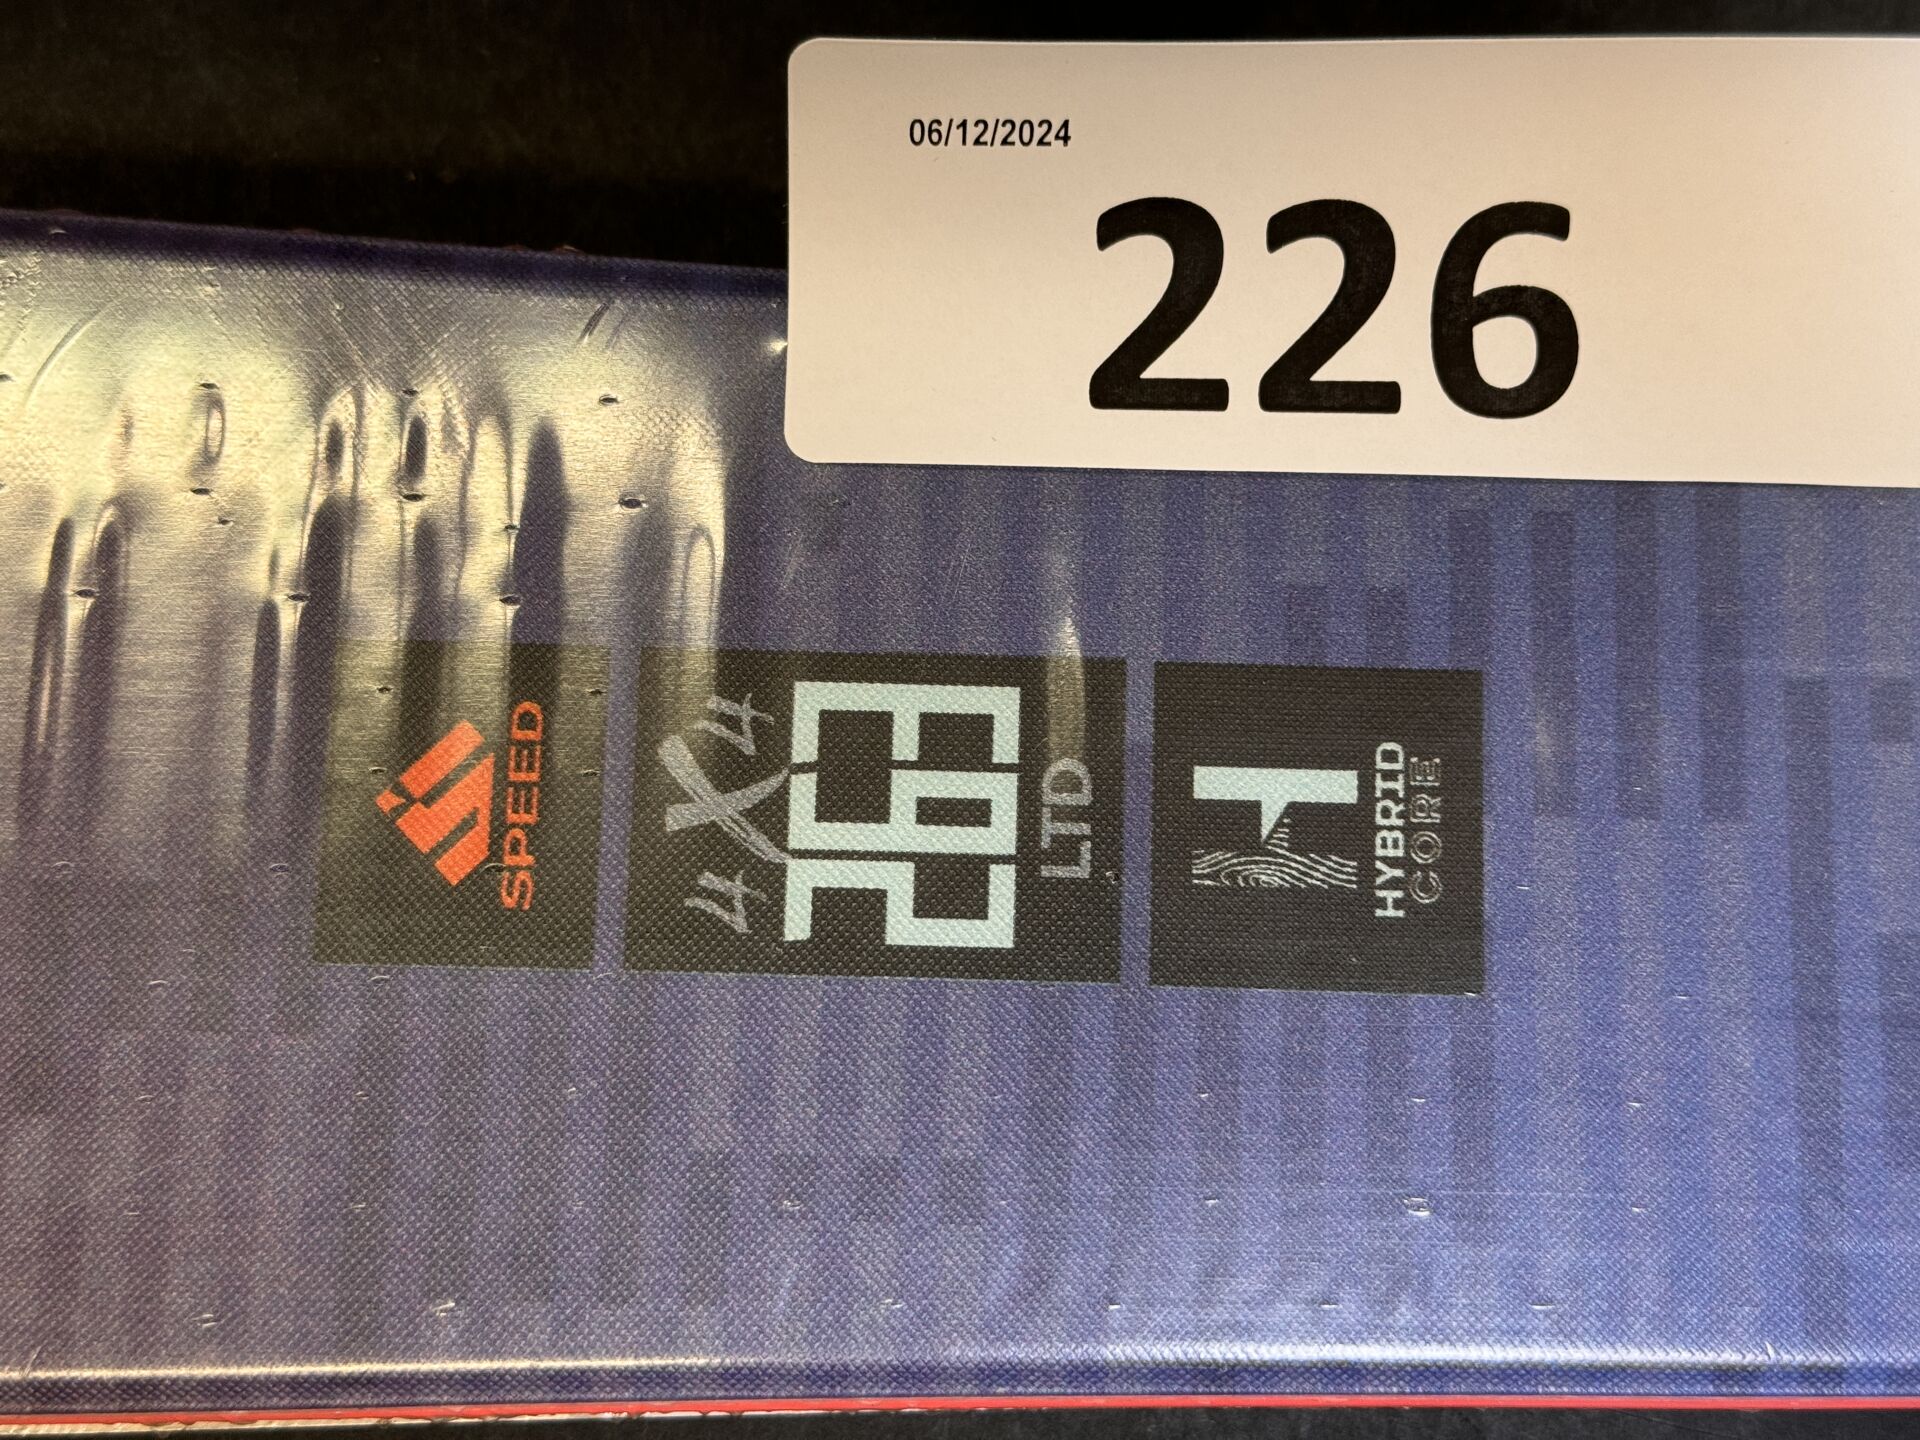 06/12/2024
226
SPEED
4X4
LTD
HYBRID
CORE